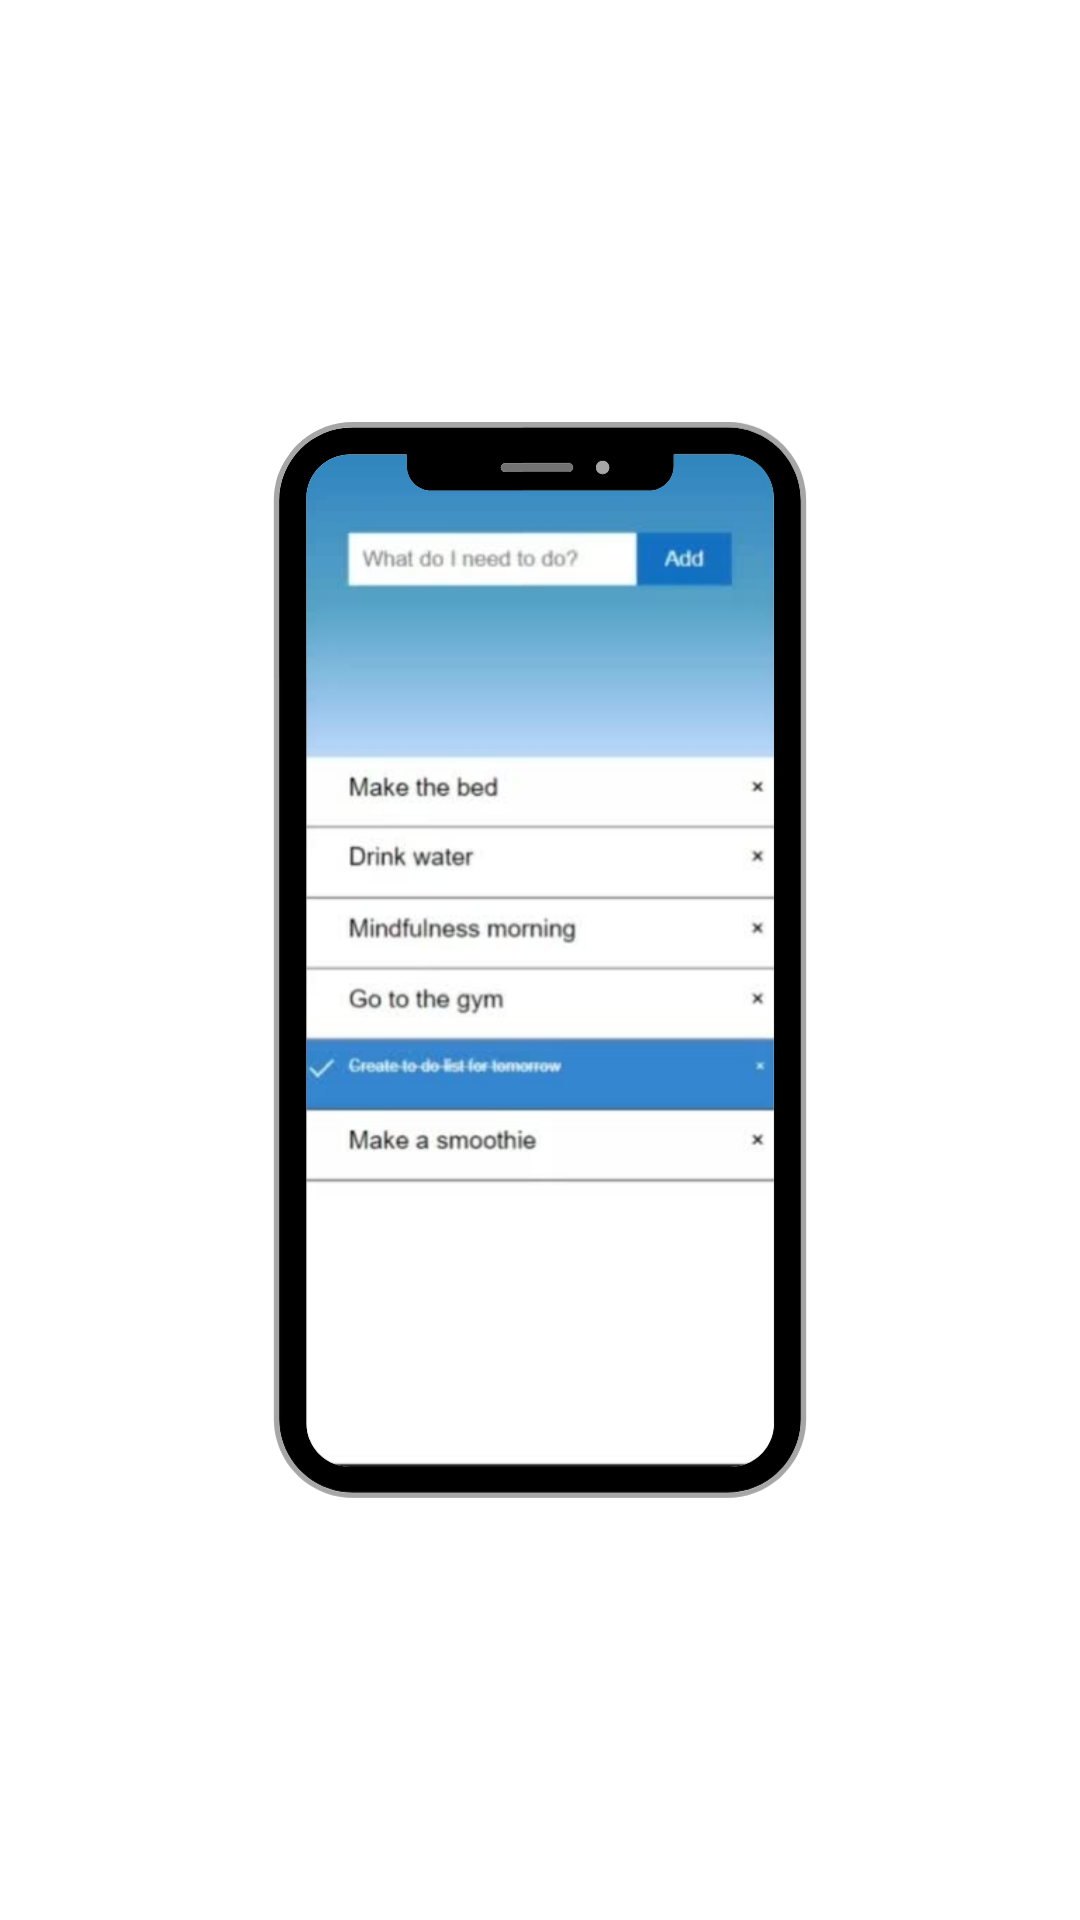 What do I need to do? Add
Make the bed ×
Drink water ×
Mindfulness morning ×
Go to the gym ×
Create to do list for tomorrow ×
Make a smoothie ×